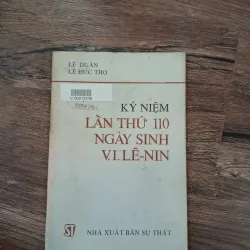 LÊ DUẨN
LÊ ĐỨC THỌ
KỶ NIỆM
LẦN THỨ 110
NGÀY SINH
V.I.LÊ-NIN
ST
NHÀ XUẤT BẢN SỰ THẬT